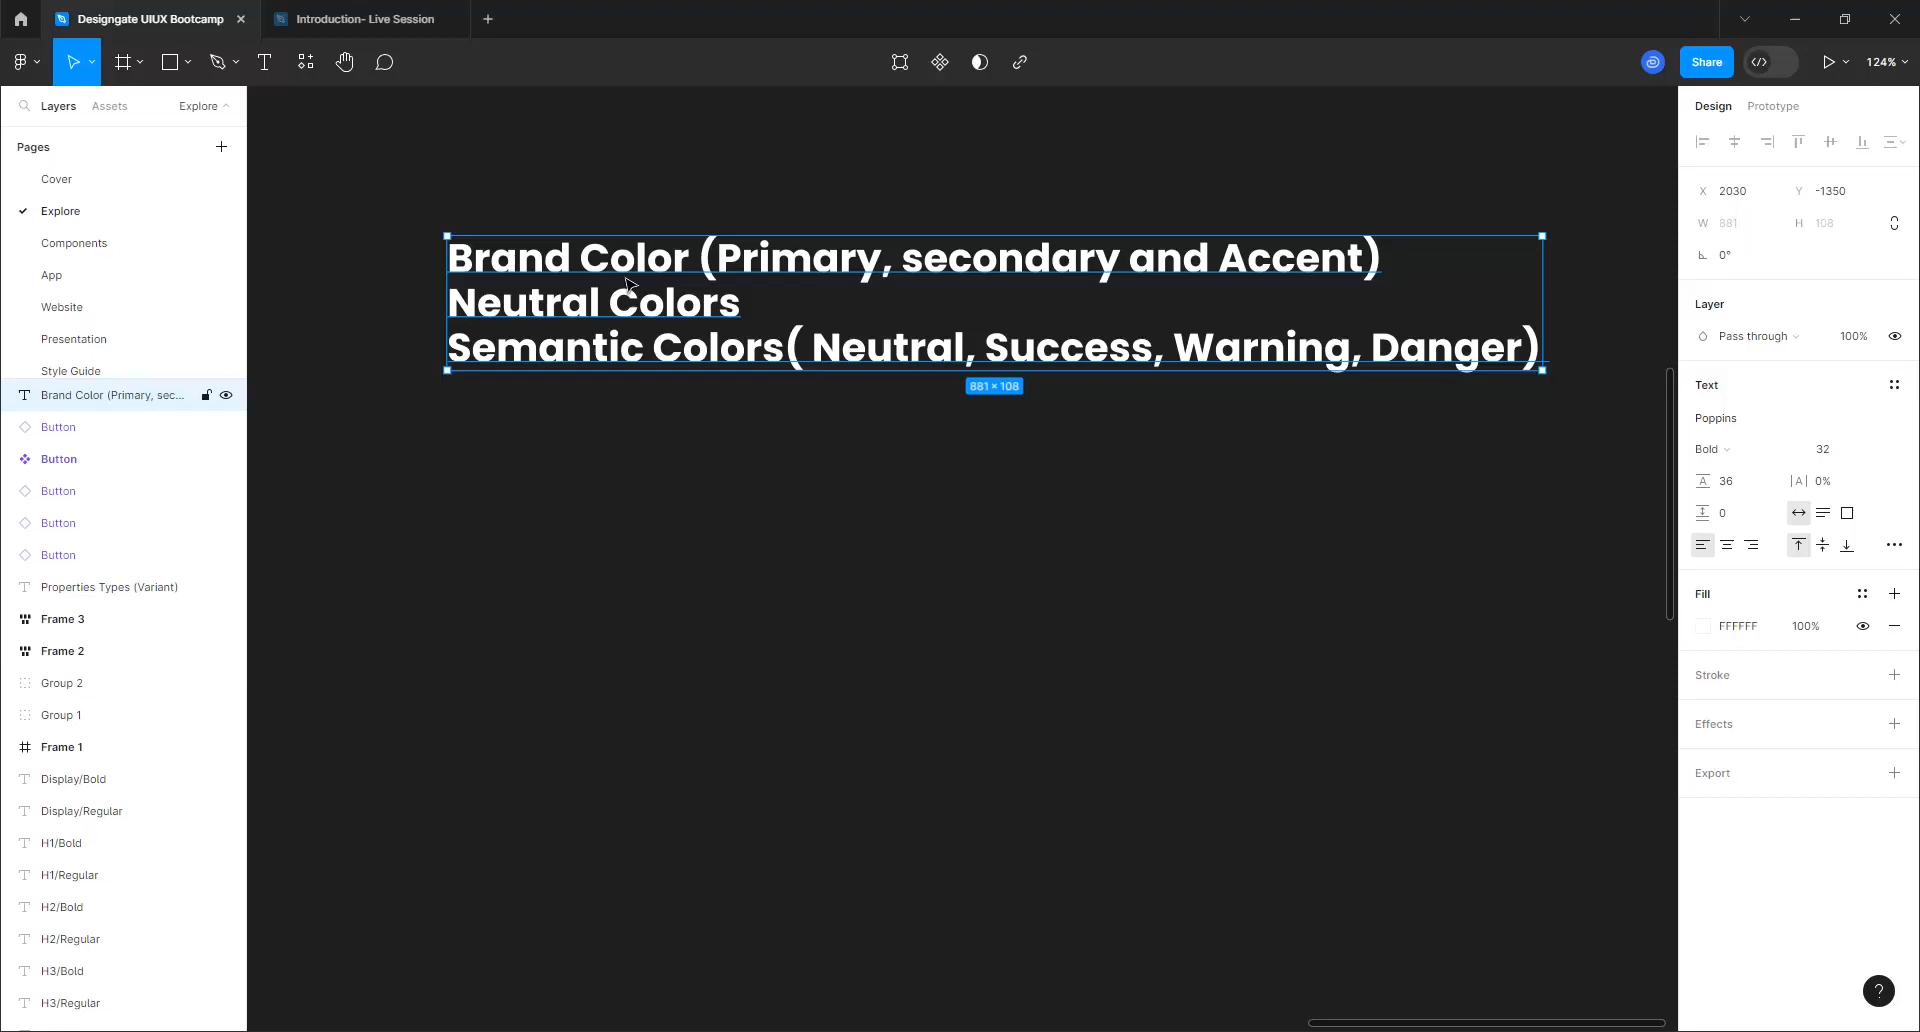 Designgate UIUX Bootcamp
Introduction- Live Session
Share
124%
Layers
Assets
Explore
Design
Prototype
Pages
Cover
Explore
Components
App
Website
Presentation
Style Guide
Brand Color (Primary, sec...
Button
Button
Button
Button
Button
Properties Types (Variant)
Frame 3
Frame 2
Group 2
Group 1
Frame 1
Display/Bold
Display/Regular
H1/Bold
H1/Regular
H2/Bold
H2/Regular
H3/Bold
H3/Regular
Brand Color (Primary, secondary and Accent)
Neutral Colors
Semantic Colors( Neutral, Success, Warning, Danger)
881 × 108
X 2030 Y -1350
W 881 H 108
0°
Layer
Pass through 100%
Text
Poppins
Bold 32
A 36 |A| 0%
0
Fill
FFFFFF 100%
Stroke
Effects
Export
?